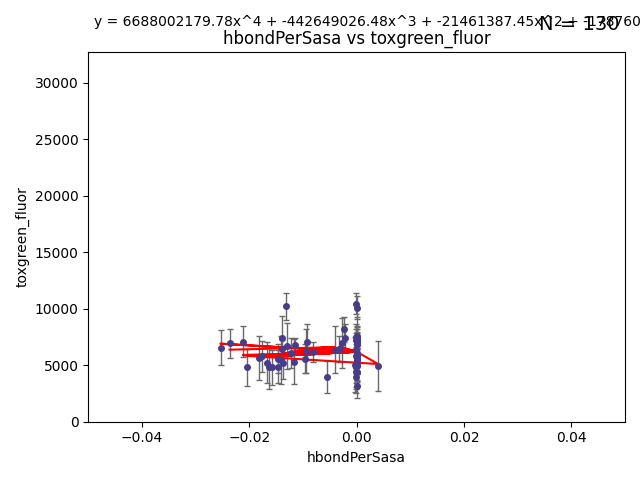 y = 6688002179.78x^4 + -442649026.48x^3 + -21461387.45x^2 +
N = 130
hbondPerSasa vs toxgreen_fluor
30000
25000
20000
15000
10000
5000
0
toxgreen_fluor
−0.04
−0.02
0.00
0.02
0.04
hbondPerSasa